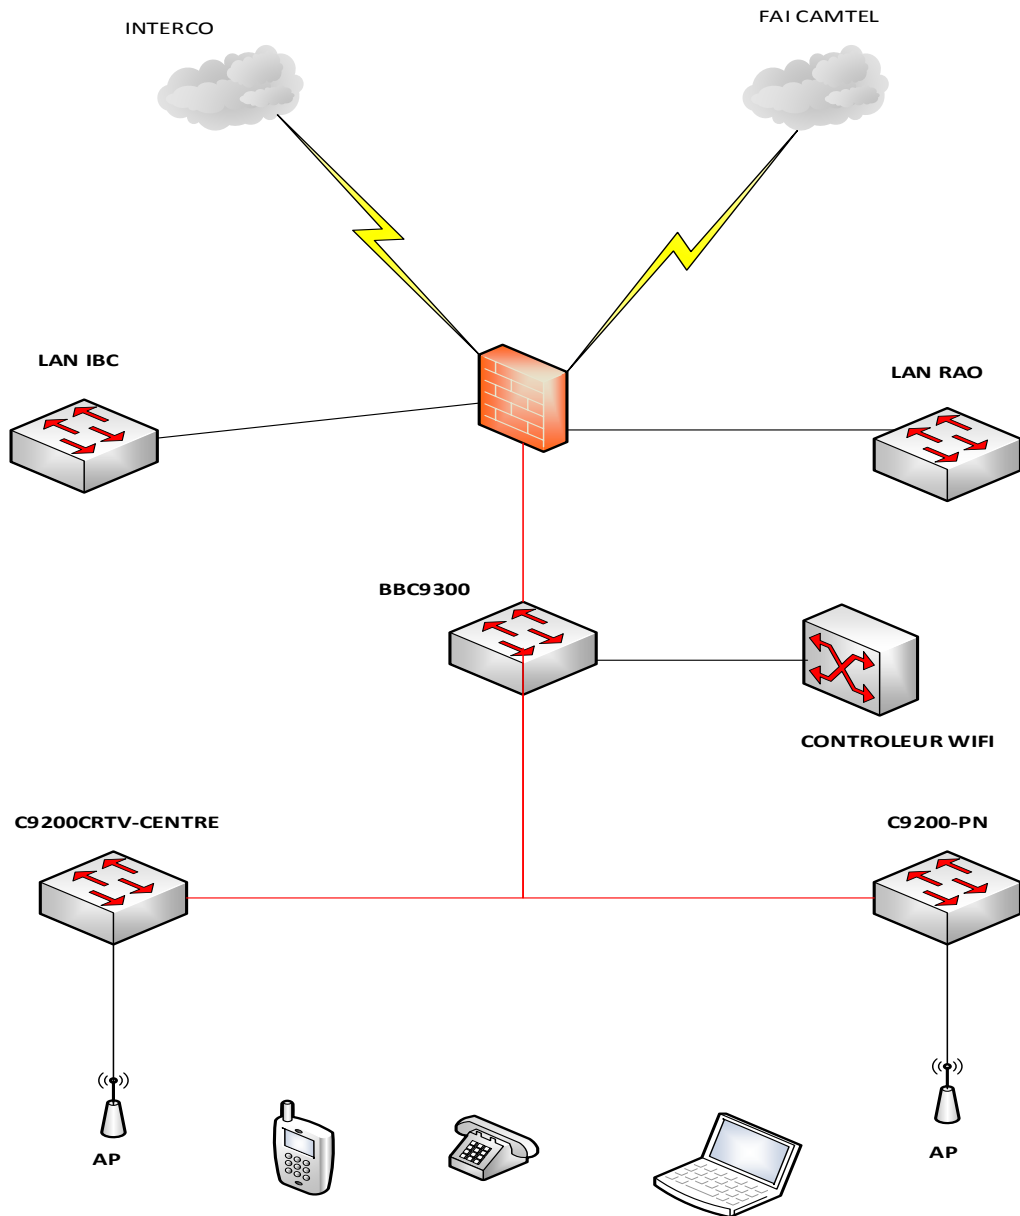 INTERCO
FAI CAMTEL
LAN IBC
LAN RAO
BBC9300
CONTROLEUR WIFI
C9200CRTV-CENTRE
C9200-PN
AP
AP